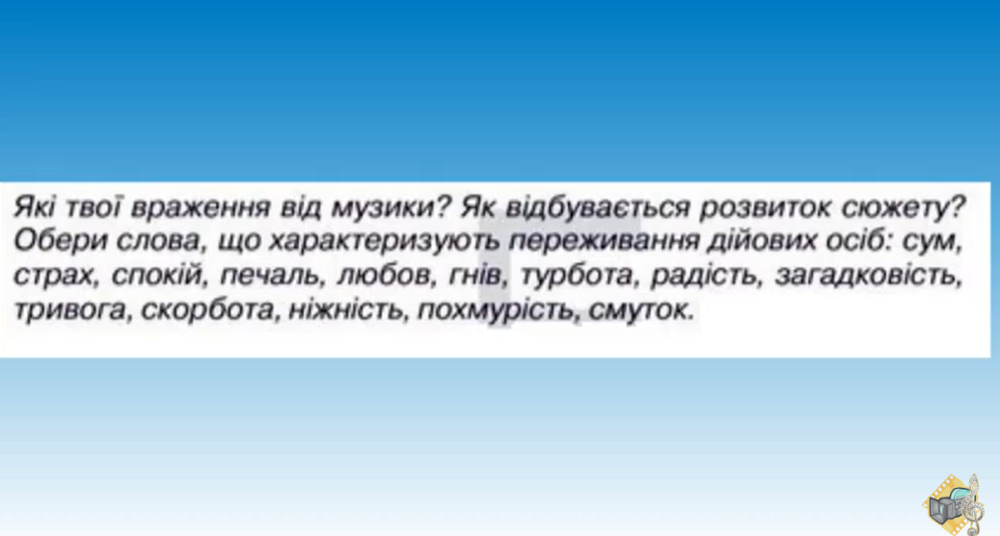 Які твої враження від музики? Як відбувається розвиток сюжету?
Обери слова, що характеризують переживання дійових осіб: сум,
страх, спокій, печаль, любов, гнів, турбота, радість, загадковість,
тривога, скорбота, ніжність, похмурість, смуток.